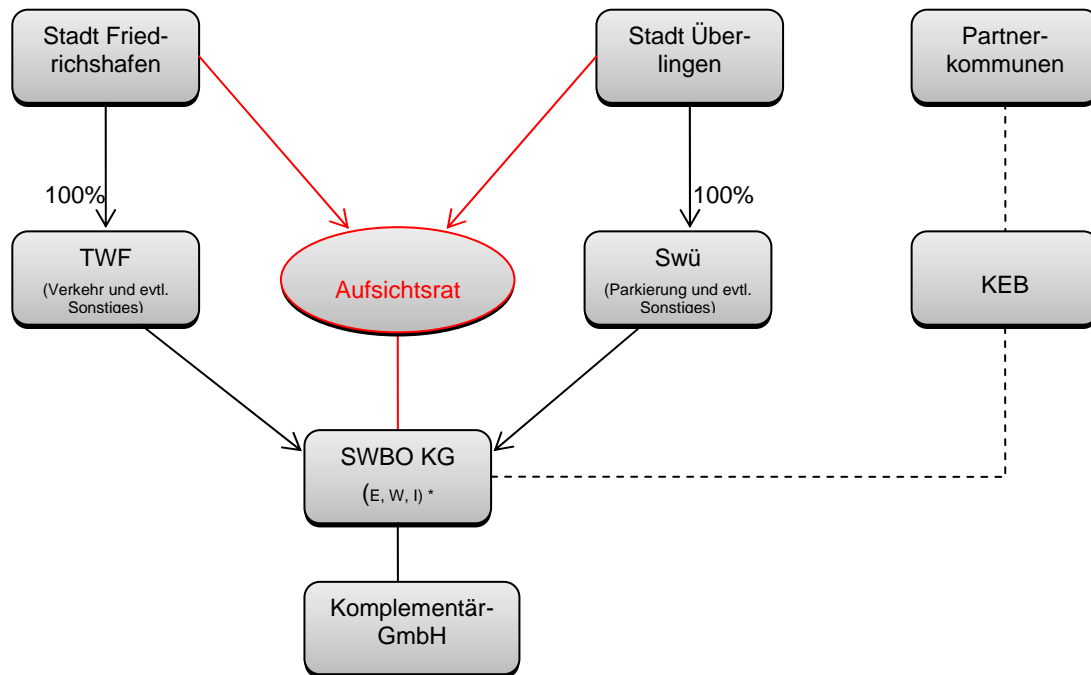 Stadt Fried-
richshafen
Stadt Über-
lingen
Partner-
kommunen
100%
100%
TWF
(Verkehr und evtl.
Sonstiges)
Aufsichtsrat
Swü
(Parkierung und evtl.
Sonstiges)
KEB
SWBO KG
(E, W, I) *
Komplementär-
GmbH